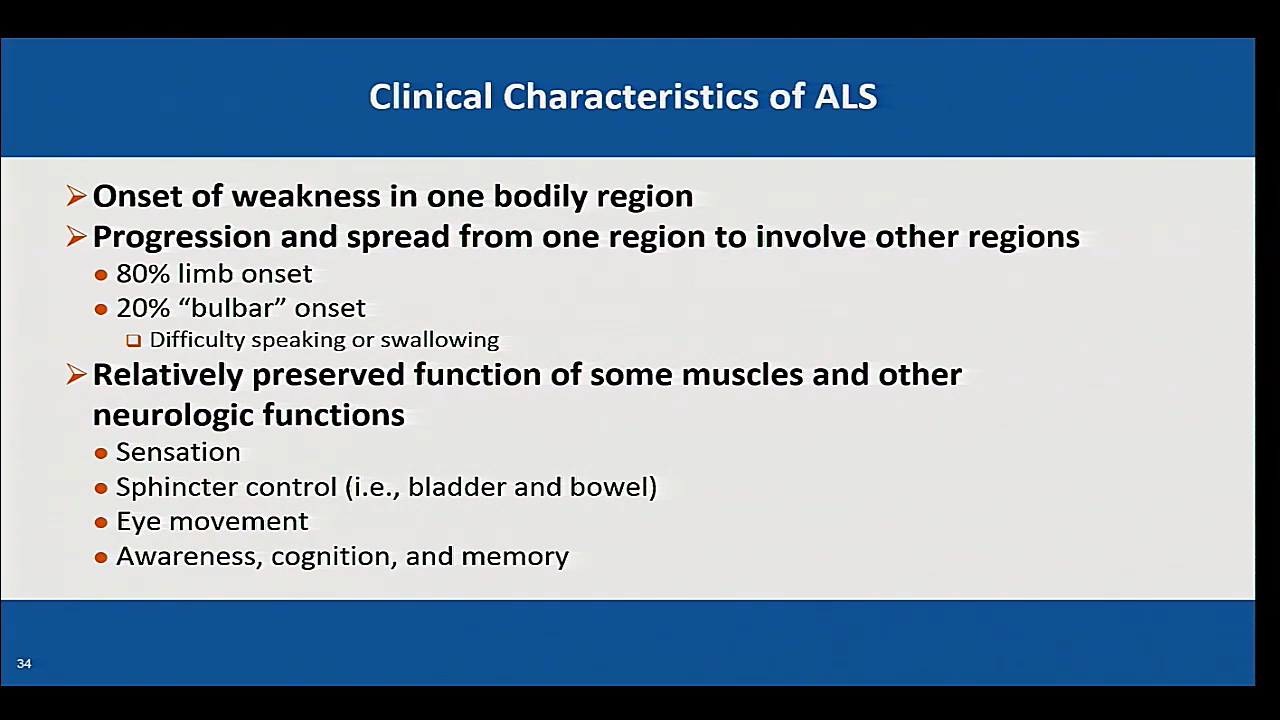 Clinical Characteristics of ALS
Onset of weakness in one bodily region
Progression and spread from one region to involve other regions
80% limb onset
20% “bulbar” onset
Difficulty speaking or swallowing
Relatively preserved function of some muscles and other
neurologic functions
Sensation
Sphincter control (i.e., bladder and bowel)
Eye movement
Awareness, cognition, and memory
34